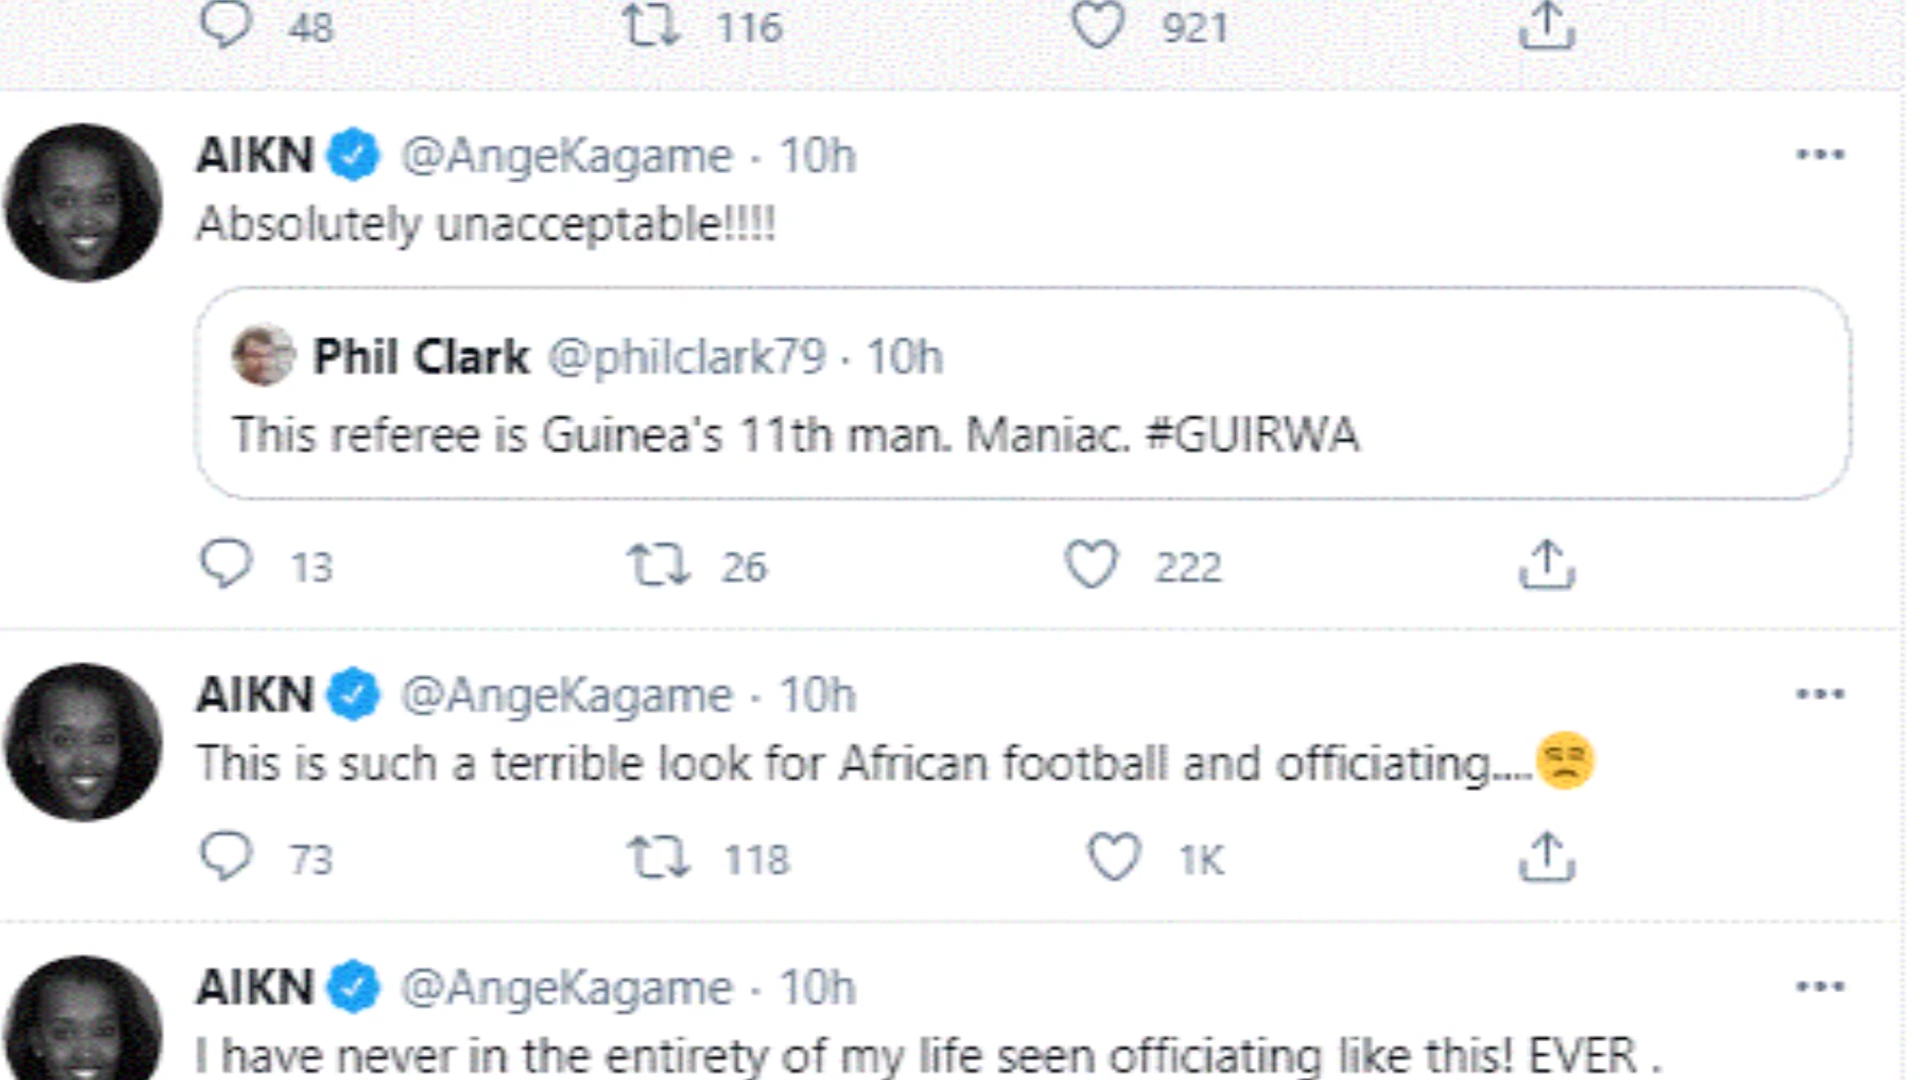 48 116 921
AIKN @AngeKagame · 10h
Absolutely unacceptable!!!!
Phil Clark @philclark79 · 10h
This referee is Guinea's 11th man. Maniac. #GUIRWA
13 26 222
AIKN @AngeKagame · 10h
This is such a terrible look for African football and officiating....😒
73 118 1K
AIKN @AngeKagame · 10h
I have never in the entirety of my life seen officiating like this! EVER .